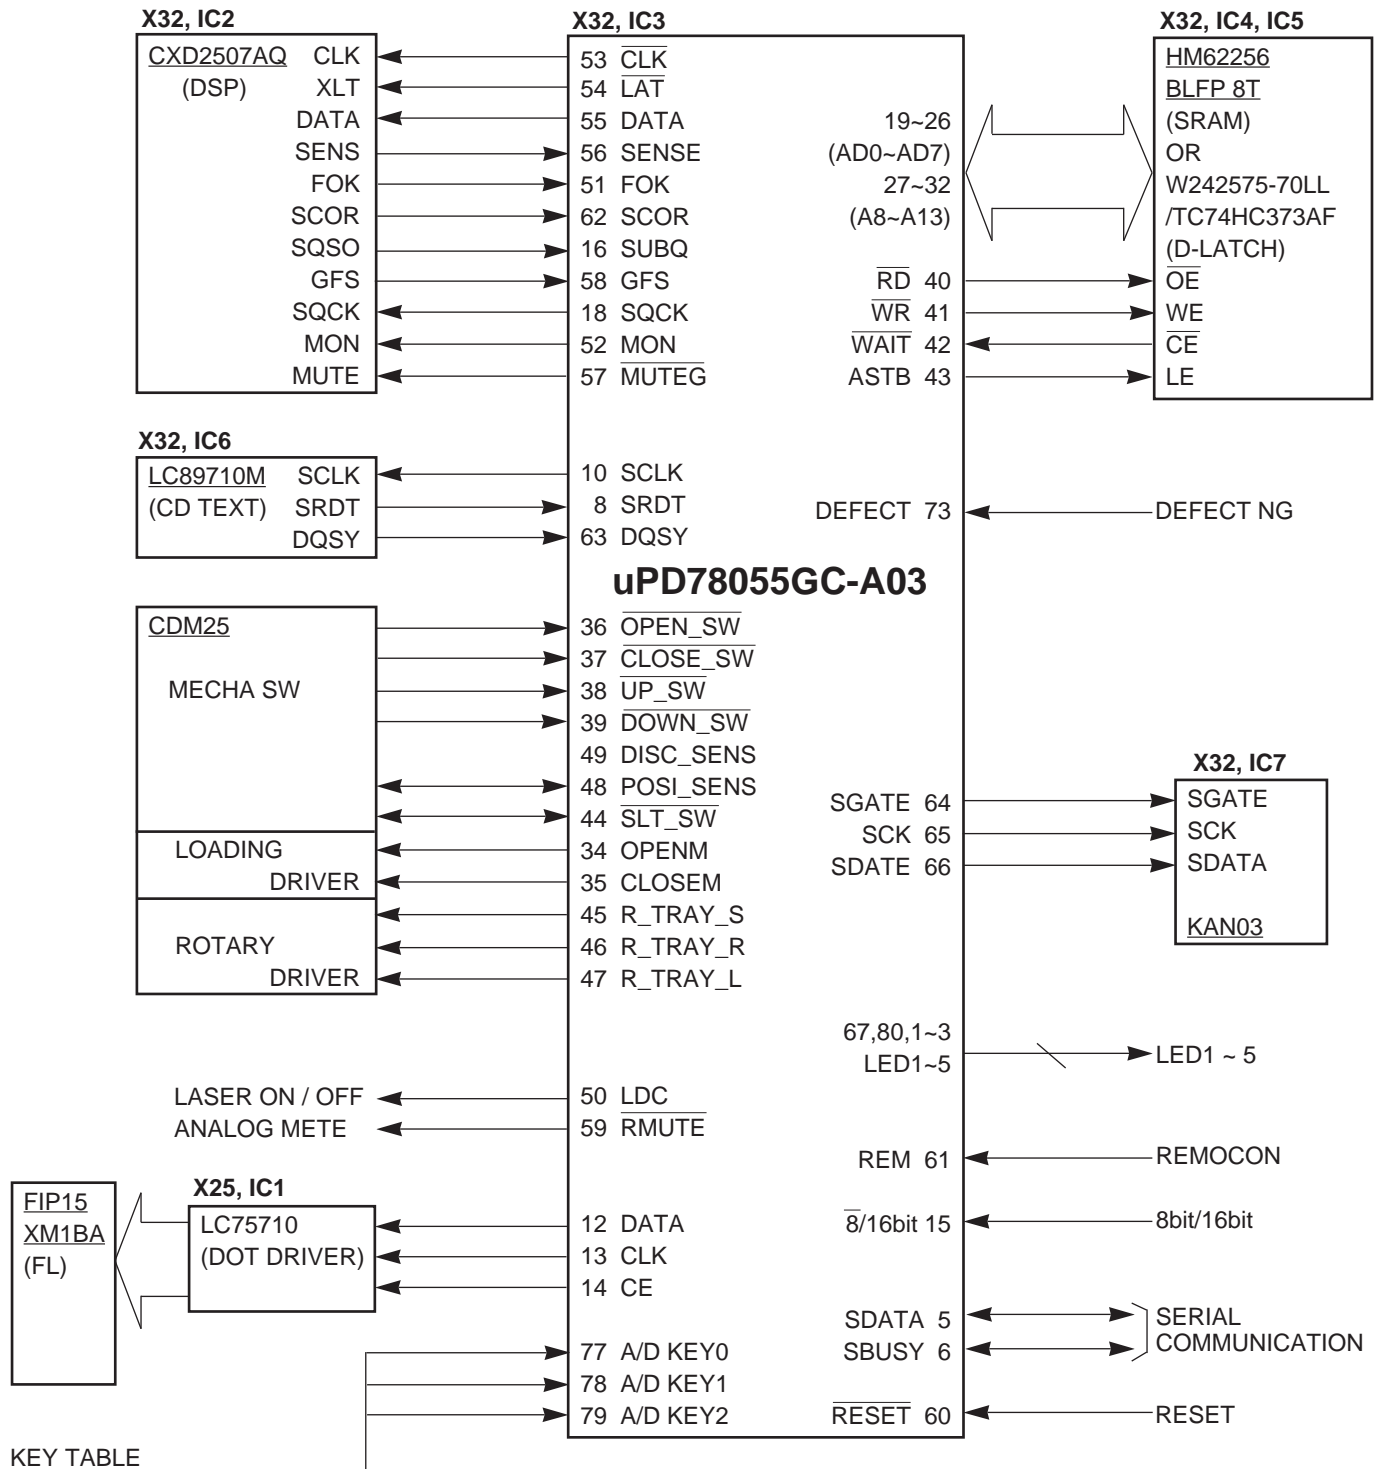 X32, IC2
CXD2507AQ CLK
(DSP) XLT
DATA
SENS
FOK
SCOR
SQSO
GFS
SQCK
MON
MUTE
X32, IC6
LC89710M SCLK
(CD TEXT) SRDT
DQSY
CDM25
MECHA SW
LOADING
DRIVER
ROTARY
DRIVER
LASER ON / OFF
ANALOG METE
X25, IC1
FIP15
XM1BA
(FL)
LC75710
(DOT DRIVER)
KEY TABLE
X32, IC3
53 CLK
54 LAT
55 DATA
56 SENSE
51 FOK
62 SCOR
16 SUBQ
58 GFS
18 SQCK
52 MON
57 MUTEG
10 SCLK
8 SRDT
63 DQSY
uPD78055GC-A03
36 OPEN_SW
37 CLOSE_SW
38 UP_SW
39 DOWN_SW
49 DISC_SENS
48 POSI_SENS
44 SLT_SW
34 OPENM
35 CLOSEM
45 R_TRAY_S
46 R_TRAY_R
47 R_TRAY_L
50 LDC
59 RMUTE
12 DATA
13 CLK
14 CE
77 A/D KEY0
78 A/D KEY1
79 A/D KEY2
19~26
(AD0~AD7)
27~32
(A8~A13)
RD 40
WR 41
WAIT 42
ASTB 43
DEFECT 73
SGATE 64
SCK 65
SDATE 66
67,80,1~3
LED1~5
REM 61
8/16bit 15
SDATA 5
SBUSY 6
RESET 60
X32, IC4, IC5
HM62256
BLFP 8T
(SRAM)
OR
W242575-70LL
/TC74HC373AF
(D-LATCH)
OE
WE
CE
LE
DEFECT NG
X32, IC7
SGATE
SCK
SDATA
KAN03
LED1 ~ 5
REMOCON
8bit/16bit
SERIAL
COMMUNICATION
RESET